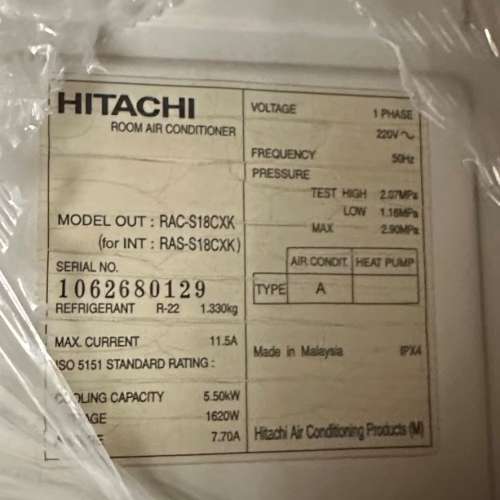 HITACHI
ROOM AIR CONDITIONER
MODEL OUT : RAC-S18CXK
(for INT : RAS-S18CXK)
SERIAL NO.
1062680129
REFRIGERANT R-22 1.330kg
MAX. CURRENT 11.5A
ISO 5151 STANDARD RATING :
COOLING CAPACITY 5.50kW
1620W
7.70A
VOLTAGE 1 PHASE
220V ~
FREQUENCY 50Hz
PRESSURE
TEST HIGH 2.07MPa
LOW 1.16MPa
MAX 2.90MPa
AIR CONDIT. HEAT PUMP
TYPE A
Made in Malaysia IPX4
Hitachi Air Conditioning Products (M)